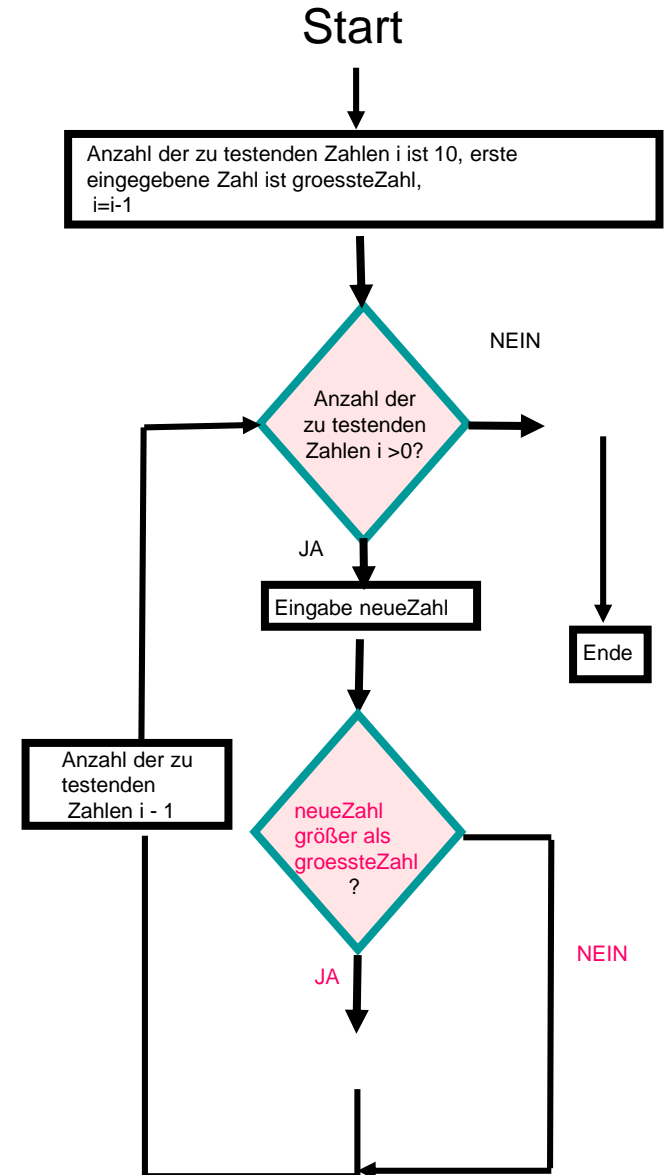 Start
Anzahl der zu testenden Zahlen i ist 10, erste
eingegebene Zahl ist groessteZahl,
i=i-1
NEIN
Anzahl der
zu testenden
Zahlen i >0?
JA
Eingabe neueZahl
Ende
Anzahl der zu
testenden
Zahlen i - 1
neueZahl
größer als
groessteZahl
?
NEIN
JA